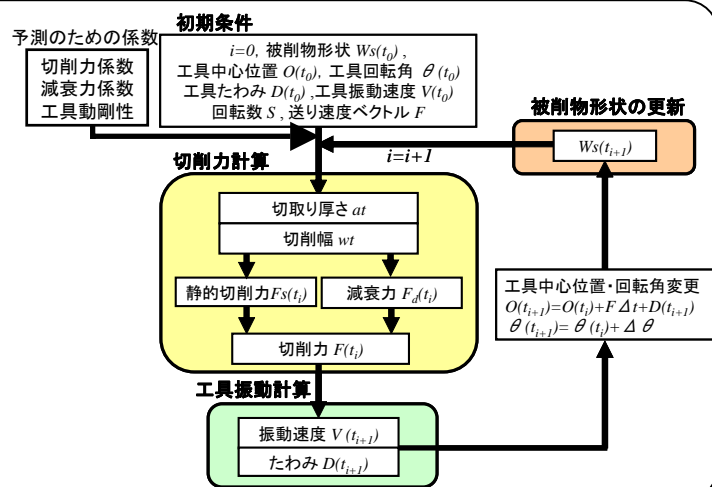 初期条件
予測のための係数
切削力係数
減衰力係数
工具動剛性
i=0, 被削物形状 Ws(t0) ,
工具中心位置 O(t0), 工具回転角 θ(t0)
工具たわみ D(t0) ,工具振動速度 V(t0)
回転数 S , 送り速度ベクトル F
被削物形状の更新
Ws(ti+1)
i=i+1
切削力計算
切取り厚さ at
切削幅 wt
静的切削力Fs(ti)
減衰力 Fd(ti)
切削力 F(ti)
工具中心位置・回転角変更
O(ti+1)=O(ti)+FΔt+D(ti+1)
θ(ti+1)= θ(ti)+Δθ
工具振動計算
振動速度 V(ti+1)
たわみ D(ti+1)